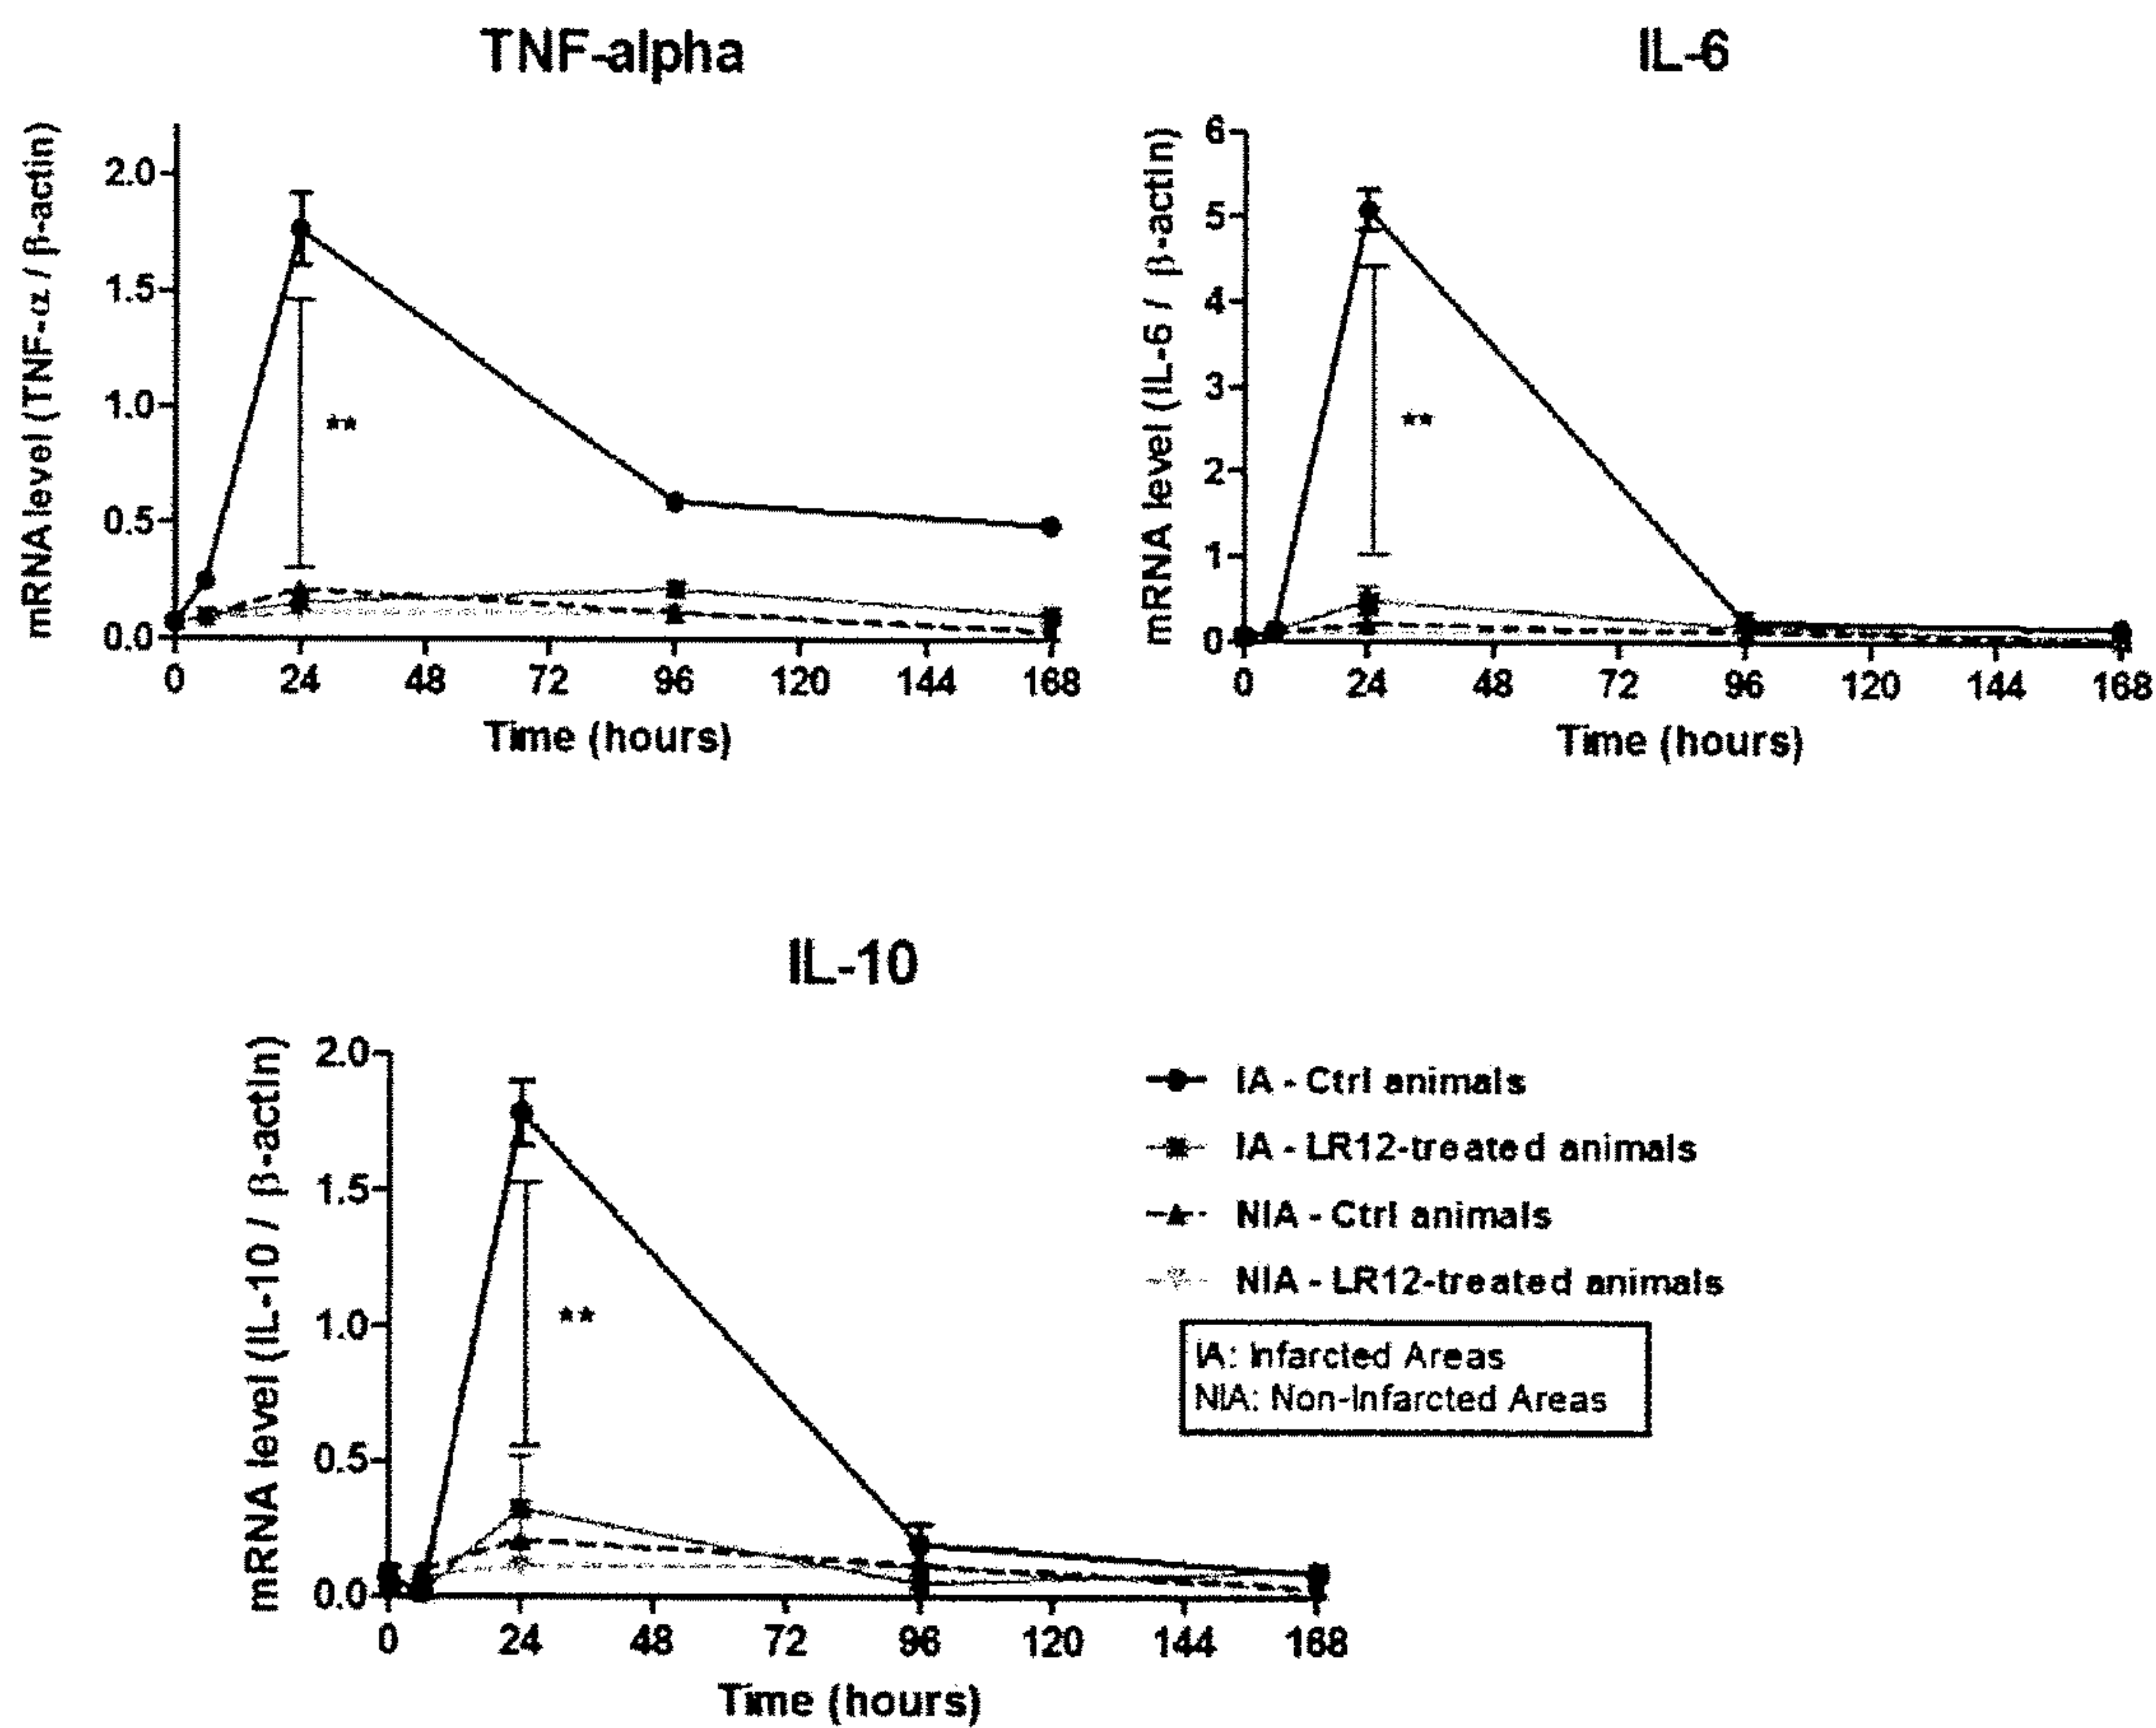 TNF-alpha
mRNA level (TNF-α / β-actin)
2.0
1.5
1.0
0.5
0.0
**
0 24 48 72 96 120 144 168
Time (hours)
IL-6
mRNA level (IL-6 / β-actin)
6
5
4
3
2
1
0
**
0 24 48 72 96 120 144 168
Time (hours)
IL-10
mRNA level (IL-10 / β-actin)
2.0
1.5
1.0
0.5
0.0
**
0 24 48 72 96 120 144 168
Time (hours)
IA - Ctrl animals
IA - LR12-treated animals
NIA - Ctrl animals
NIA - LR12-treated animals
IA: Infarcted Areas
NIA: Non-Infarcted Areas